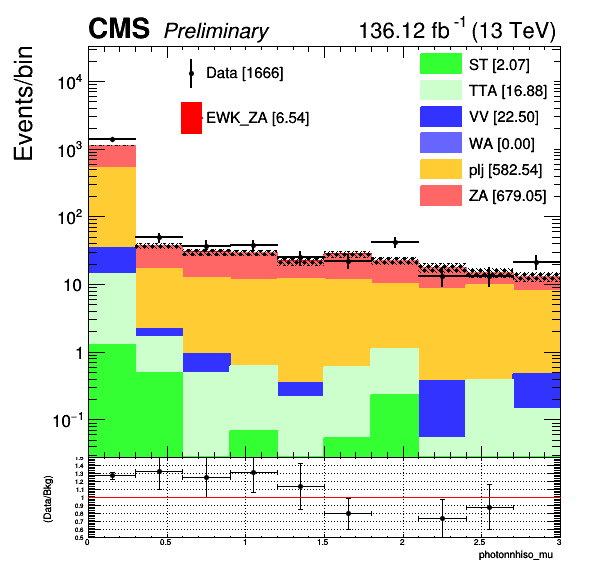 CMS Preliminary 136.12 fb⁻¹ (13 TeV)
Events/bin
10⁴
10³
10²
10
1
10⁻¹
Data [1666]
EWK_ZA [6.54]
ST [2.07]
TTA [16.88]
VV [22.50]
WA [0.00]
plj [582.54]
ZA [679.05]
(Data/Bkg)
1.5
1.4
1.3
1.2
1.1
1
0.9
0.8
0.7
0.6
0.5
0 0.5 1 1.5 2 2.5 3
photonnhiso_mu